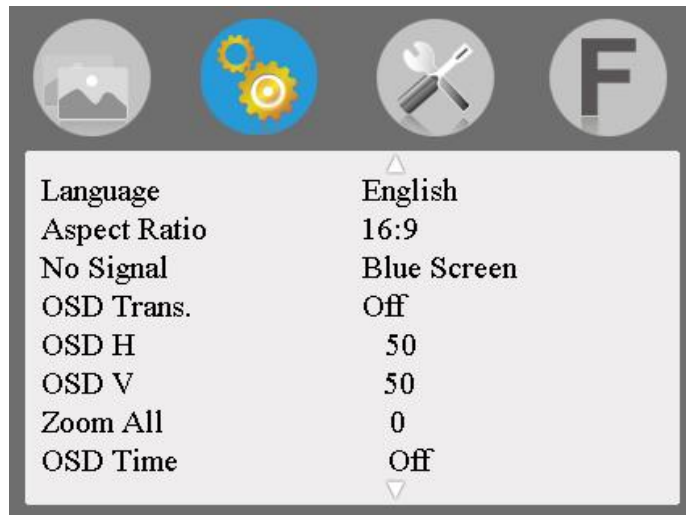 F
Language English
Aspect Ratio 16:9
No Signal Blue Screen
OSD Trans. Off
OSD H 50
OSD V 50
Zoom All 0
OSD Time Off